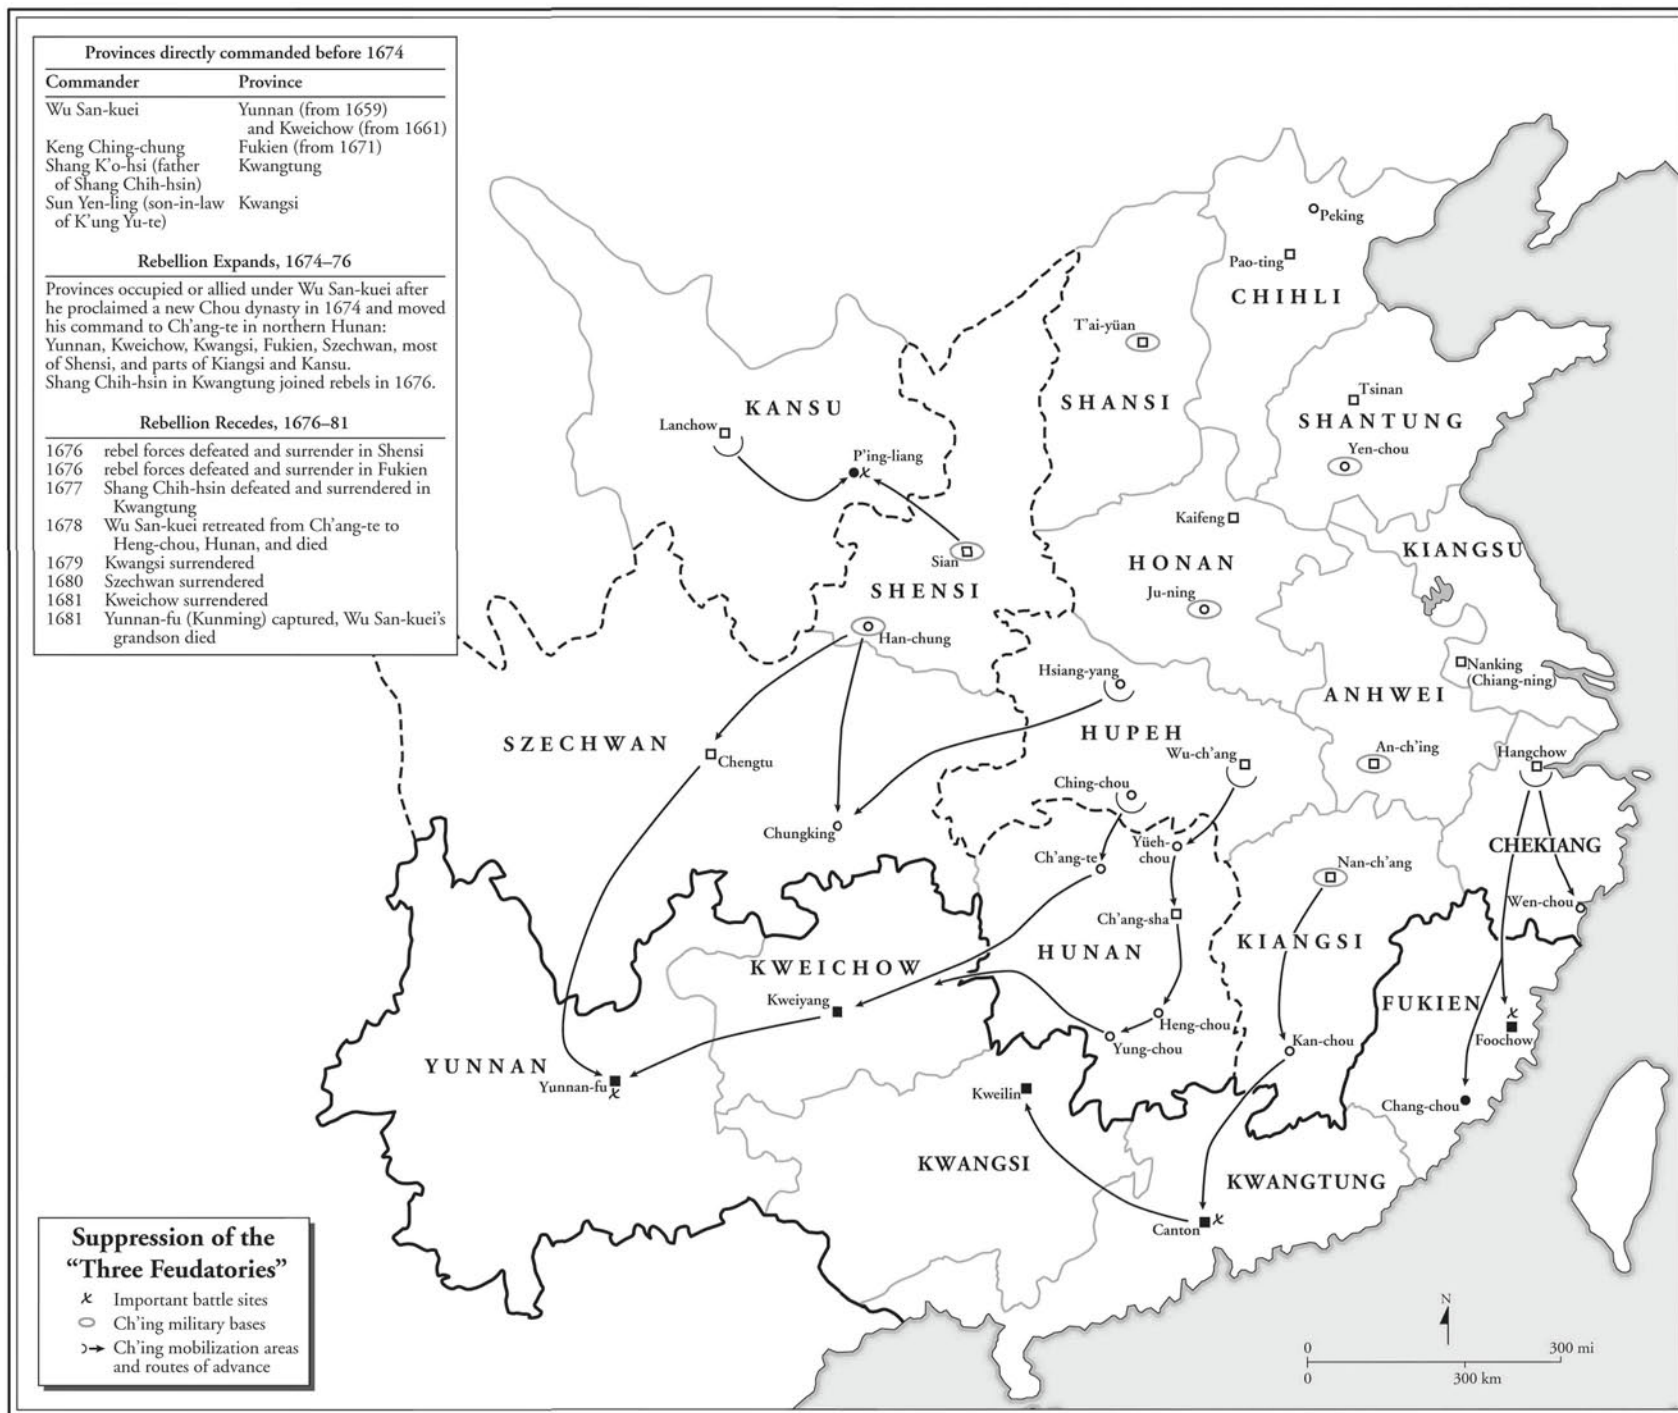 Provinces directly commanded before 1674
Commander Province
Wu San-kuei Yunnan (from 1659)
and Kweichow (from 1661)
Keng Ching-chung Fukien (from 1671)
Shang K'o-hsi (father Kwangtung
of Shang Chih-hsin)
Sun Yen-ling (son-in-law Kwangsi
of K'ung Yu-te)
Rebellion Expands, 1674–76
Provinces occupied or allied under Wu San-kuei after
he proclaimed a new Chou dynasty in 1674 and moved
his command to Ch'ang-te in northern Hunan:
Yunnan, Kweichow, Kwangsi, Fukien, Szechwan, most
of Shensi, and parts of Kiangsi and Kansu.
Shang Chih-hsin in Kwangtung joined rebels in 1676.
Rebellion Recedes, 1676–81
1676 rebel forces defeated and surrender in Shensi
1676 rebel forces defeated and surrender in Fukien
1677 Shang Chih-hsin defeated and surrendered in
Kwangtung
1678 Wu San-kuei retreated from Ch'ang-te to
Heng-chou, Hunan, and died
1679 Kwangsi surrendered
1680 Szechwan surrendered
1681 Kweichow surrendered
1681 Yunnan-fu (Kunming) captured, Wu San-kuei's
grandson died
Peking
Pao-ting
CHIHLI
T'ai-yüan
Tsinan
SHANSI
KANSU
SHANTUNG
Lanchow
Yen-chou
P'ing-liang
Kaifeng
KIANGSU
Sian
HONAN
SHENSI
Ju-ning
Han-chung
Hsiang-yang
Nanking
(Chiang-ning)
ANHWEI
HUPEH
SZECHWAN
Wu-ch'ang
An-ch'ing
Hangchow
Chengtu
Ching-chou
Chungking
Yüeh-
chou
CHEKIANG
Ch'ang-te
Nan-ch'ang
Wen-chou
Ch'ang-sha
KIANGSI
HUNAN
KWEICHOW
Kweiyang
FUKIEN
Heng-chou
Foochow
Kan-chou
Yung-chou
YUNNAN
Yunnan-fu
Kweilin
Chang-chou
KWANGSI
KWANGTUNG
Canton
Suppression of the
“Three Feudatories”
Important battle sites
Ch'ing military bases
Ch'ing mobilization areas
and routes of advance
N
0 300 mi
0 300 km